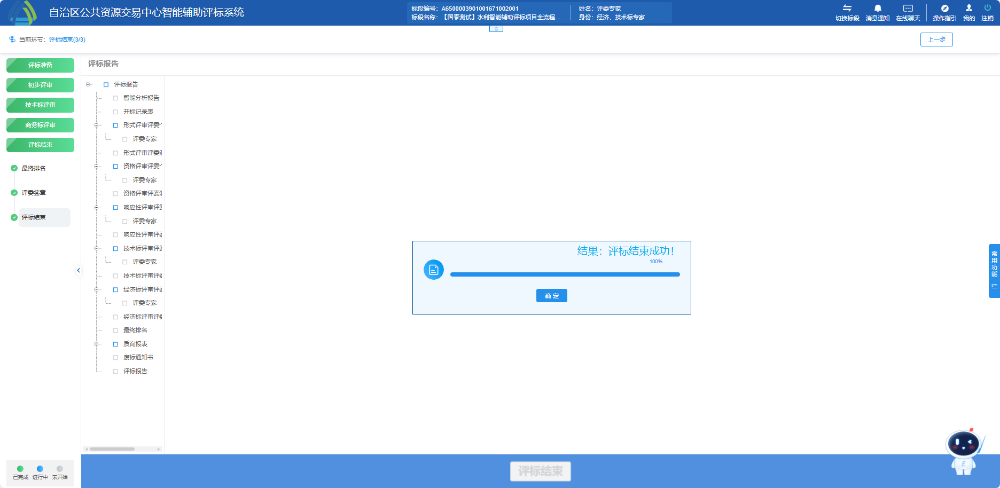 自治区公共资源交易中心智能辅助评标系统
标段编号：A6500003901001671002001
标段名称：【国泰测试】水利智能辅助评标项目全流程...
姓名：评委专家
身份：经济、技术标专家
切换标段
消息通知
在线聊天
操作指引
我的
注销
当前环节：评标结束(3/3)
上一步
评标准备
初步评审
技术标评审
商务标评审
评标结束
最终排名
评委签章
评标结束
已完成
进行中
未开始
评标报告
评标报告
智能分析报告
开标记录表
形式评审评委
评委专家
形式评审评委
资格评审评委
评委专家
资格评审评委
响应性评审评
评委专家
响应性评审评
技术标评审评
评委专家
技术标评审评
经济标评审评
评委专家
经济标评审评
最终排名
质询报表
废标通知书
评标报告
结果：评标结束成功！
100%
确 定
常用功能
评标结束
E